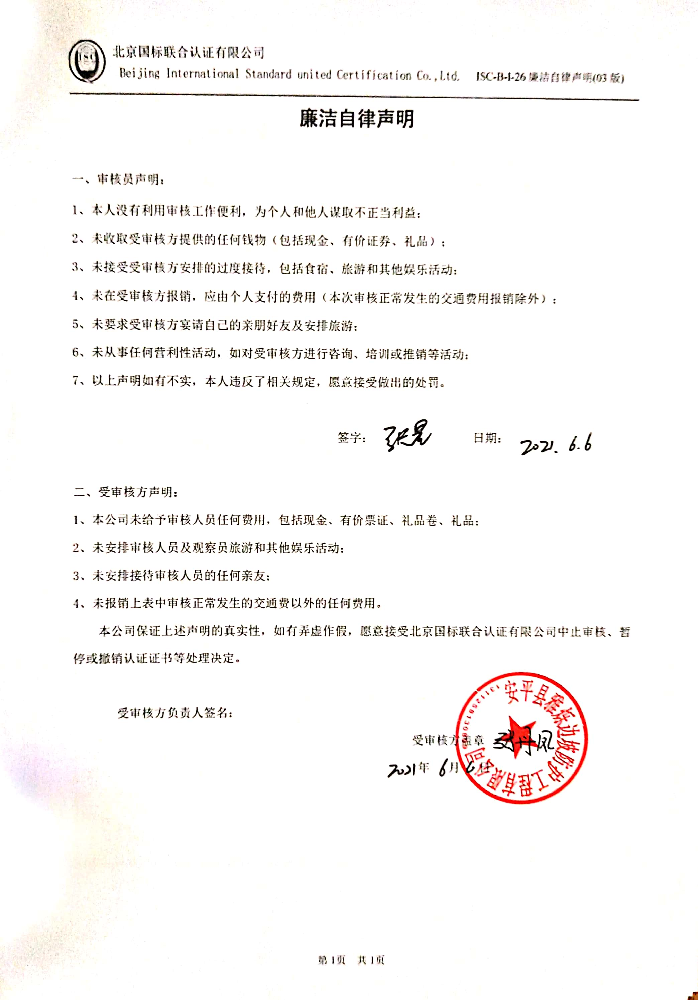 ISC
北京国标联合认证有限公司
Beijing International Standard united Certification Co.,Ltd. ISC-B-I-26 廉洁自律声明(03 版)
廉洁自律声明
一、审核员声明：
1、本人没有利用审核工作便利，为个人和他人谋取不正当利益；
2、未收取受审核方提供的任何钱物（包括现金、有价证券、礼品）；
3、未接受受审核方安排的过度接待，包括食宿、旅游和其他娱乐活动；
4、未在受审核方报销，应由个人支付的费用（本次审核正常发生的交通费用报销除外）；
5、未要求受审核方宴请自己的亲朋好友及安排旅游；
6、未从事任何营利性活动，如对受审核方进行咨询、培训或推销等活动；
7、以上声明如有不实，本人违反了相关规定，愿意接受做出的处罚。
签字： 日期： 2021.6.6
二、受审核方声明：
1、本公司未给予审核人员任何费用，包括现金、有价票证、礼品卷、礼品；
2、未安排审核人员及观察员旅游和其他娱乐活动；
3、未安排接待审核人员的任何亲友；
4、未报销上表中审核正常发生的交通费以外的任何费用。
本公司保证上述声明的真实性，如有弄虚作假，愿意接受北京国标联合认证有限公司中止审核、暂
停或撤销认证证书等处理决定。
受审核方负责人签名：
受审核方盖章 丹凤
2021年 6月 6日
安平县雅烁边坡防护工程有限公司
第1页 共1页